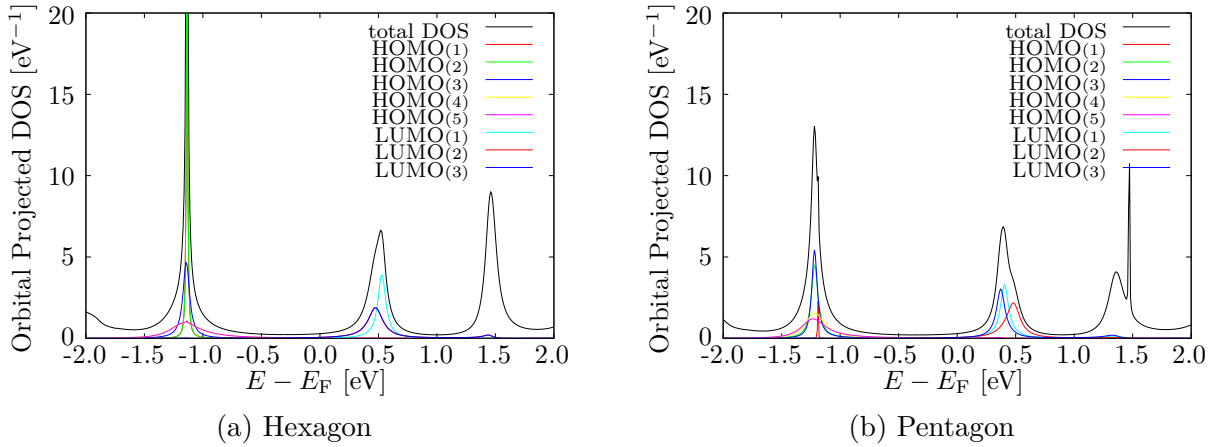 Orbital Projected DOS [eV−1]
20
15
10
5
0
-2.0 -1.5 -1.0 -0.5 0.0 0.5 1.0 1.5 2.0
E − EF [eV]
total DOS
HOMO(1)
HOMO(2)
HOMO(3)
HOMO(4)
HOMO(5)
LUMO(1)
LUMO(2)
LUMO(3)
(a) Hexagon
Orbital Projected DOS [eV−1]
20
15
10
5
0
-2.0 -1.5 -1.0 -0.5 0.0 0.5 1.0 1.5 2.0
E − EF [eV]
total DOS
HOMO(1)
HOMO(2)
HOMO(3)
HOMO(4)
HOMO(5)
LUMO(1)
LUMO(2)
LUMO(3)
(b) Pentagon